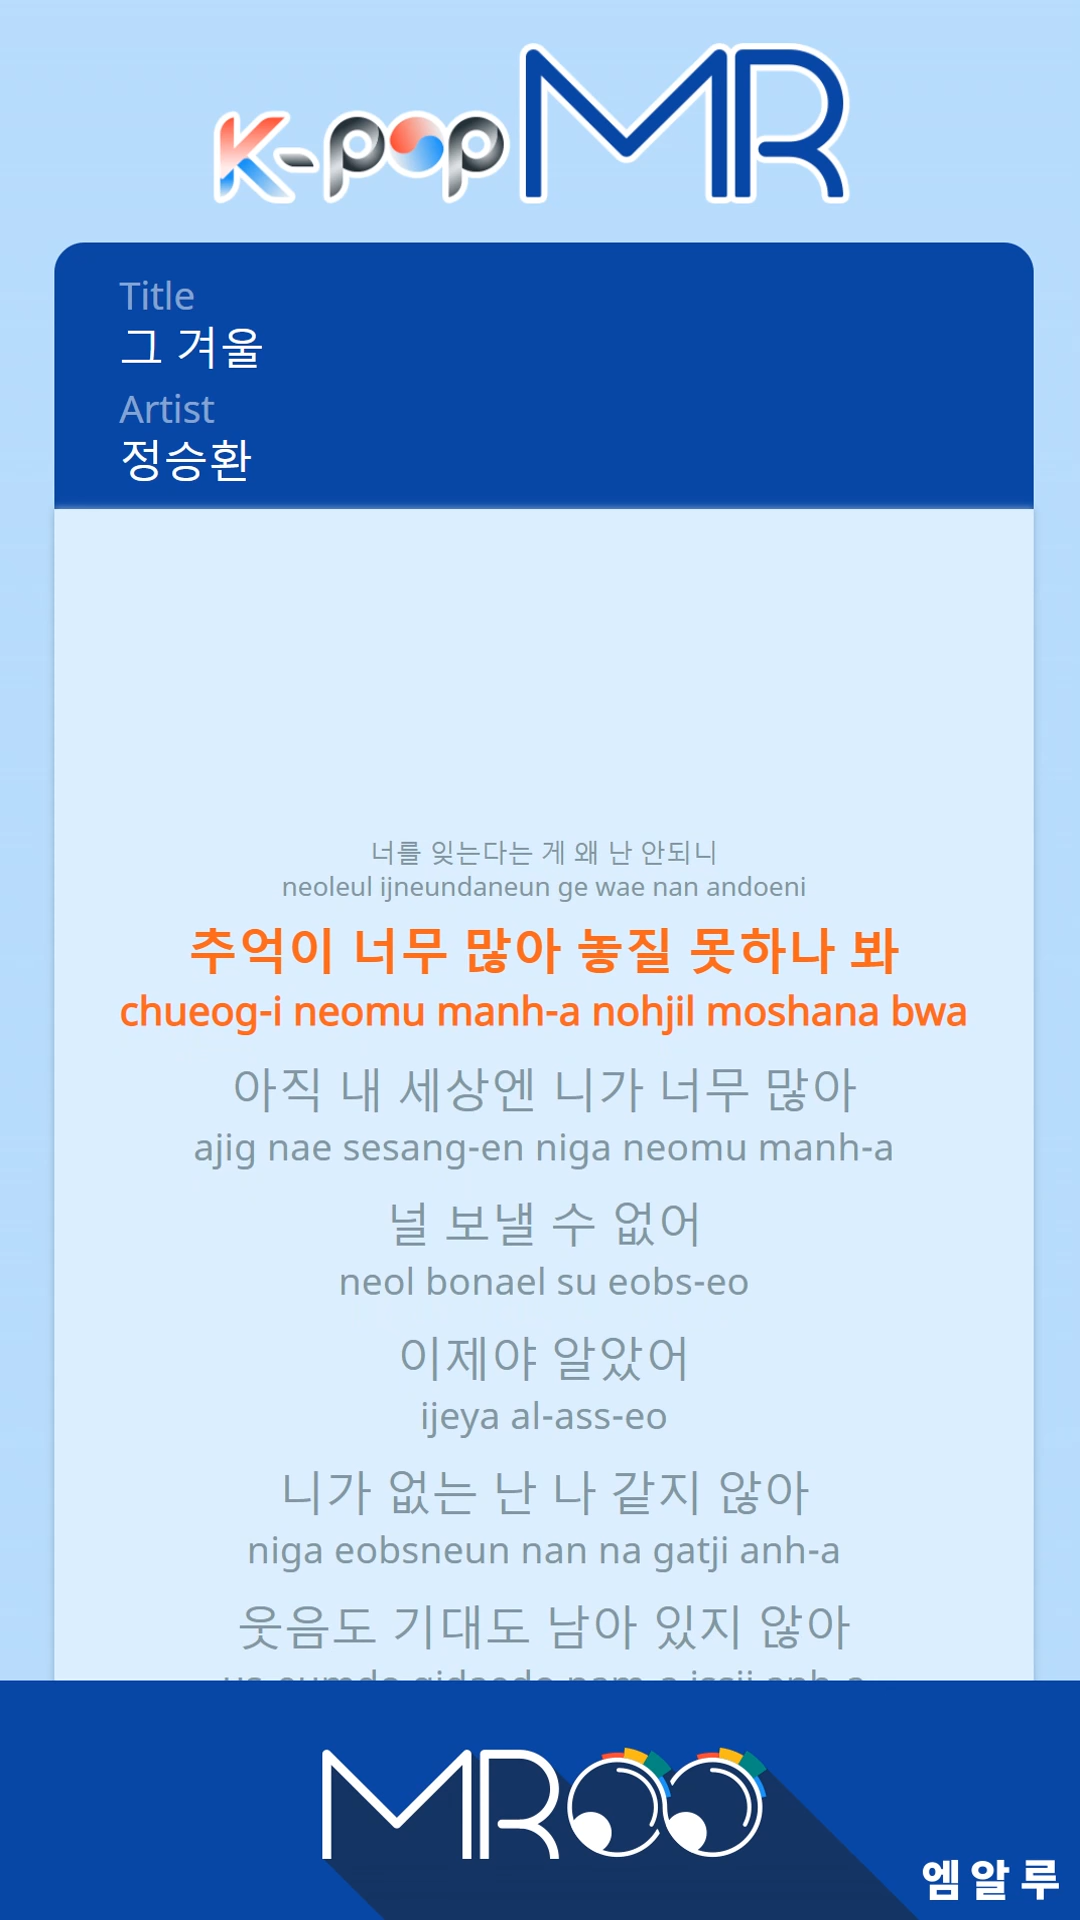 K-pop MR
Title
그 겨울
Artist
정승환
너를 잊는다는 게 왜 난 안되니
neoleul ijneundaneun ge wae nan andoeni
추억이 너무 많아 놓질 못하나 봐
chueog-i neomu manh-a nohjil moshana bwa
아직 내 세상엔 니가 너무 많아
ajig nae sesang-en niga neomu manh-a
널 보낼 수 없어
neol bonael su eobs-eo
이제야 알았어
ijeya al-ass-eo
니가 없는 난 나 같지 않아
niga eobsneun nan na gatji anh-a
웃음도 기대도 남아 있지 않아
us-eumdo gidaedo nam-a issji anh-a
MROO
엠알루